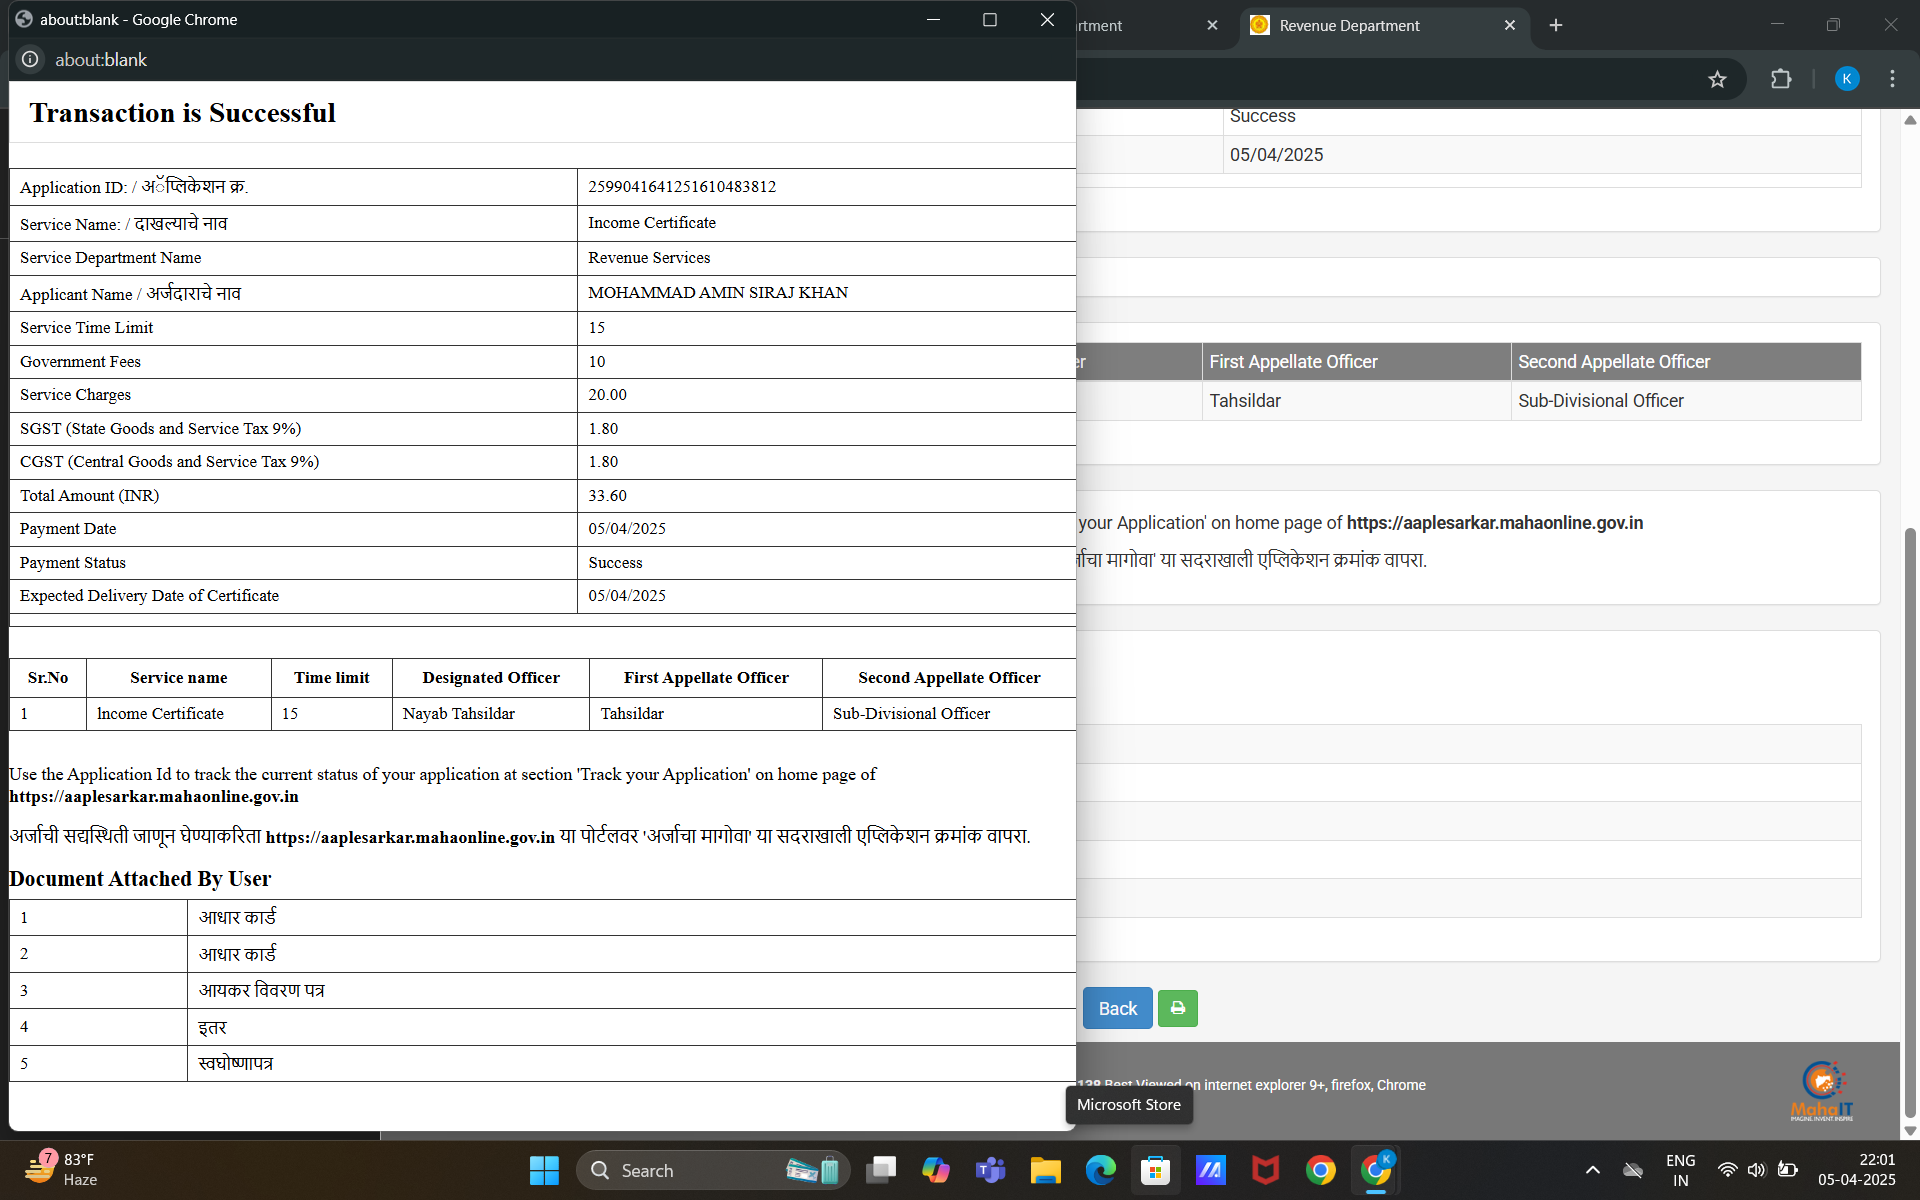 about:blank - Google Chrome
about:blank
rtment
Revenue Department
K
Transaction is Successful
Application ID: / अॅप्लिकेशन क्र. 2599041641251610483812
Service Name: / दाखल्याचे नाव Income Certificate
Service Department Name Revenue Services
Applicant Name / अर्जदाराचे नाव MOHAMMAD AMIN SIRAJ KHAN
Service Time Limit 15
Government Fees 10
Service Charges 20.00
SGST (State Goods and Service Tax 9%) 1.80
CGST (Central Goods and Service Tax 9%) 1.80
Total Amount (INR) 33.60
Payment Date 05/04/2025
Payment Status Success
Expected Delivery Date of Certificate 05/04/2025
Sr.No Service name Time limit Designated Officer First Appellate Officer Second Appellate Officer
1 Income Certificate 15 Nayab Tahsildar Tahsildar Sub-Divisional Officer
Use the Application Id to track the current status of your application at section 'Track your Application' on home page of
https://aaplesarkar.mahaonline.gov.in
अर्जाची सद्यस्थिती जाणून घेण्याकरिता https://aaplesarkar.mahaonline.gov.in या पोर्टलवर 'अर्जाचा मागोवा' या सदराखाली एप्लिकेशन क्रमांक वापरा.
Document Attached By User
1 आधार कार्ड
2 आधार कार्ड
3 आयकर विवरण पत्र
4 इतर
5 स्वघोष्णापत्र
Success
05/04/2025
er First Appellate Officer Second Appellate Officer
Tahsildar Sub-Divisional Officer
your Application' on home page of https://aaplesarkar.mahaonline.gov.in
र्जाचा मागोवा' या सदराखाली एप्लिकेशन क्रमांक वापरा.
Back
138 Best Viewed on internet explorer 9+, firefox, Chrome
MahaIT
IMAGINE. INVENT. INSPIRE
Microsoft Store
7
83°F
Haze
Search
K
ENG
IN
22:01
05-04-2025